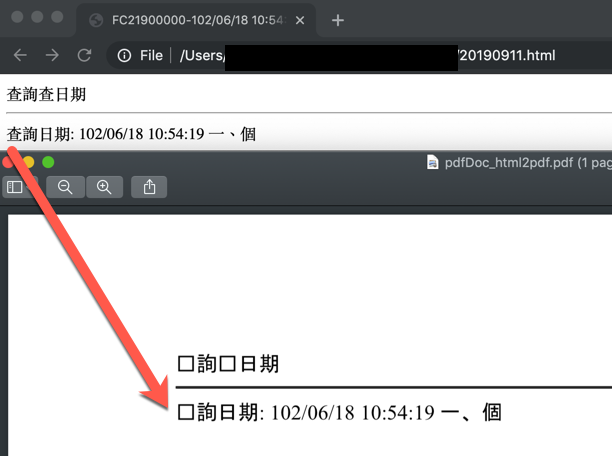 FC21900000-102/06/18 10:54:
File | /Users/ /20190911.html
查詢查日期
查詢日期: 102/06/18 10:54:19 一、個
pdfDoc_html2pdf.pdf (1 pag
□詢□日期
□詢日期: 102/06/18 10:54:19 一、個